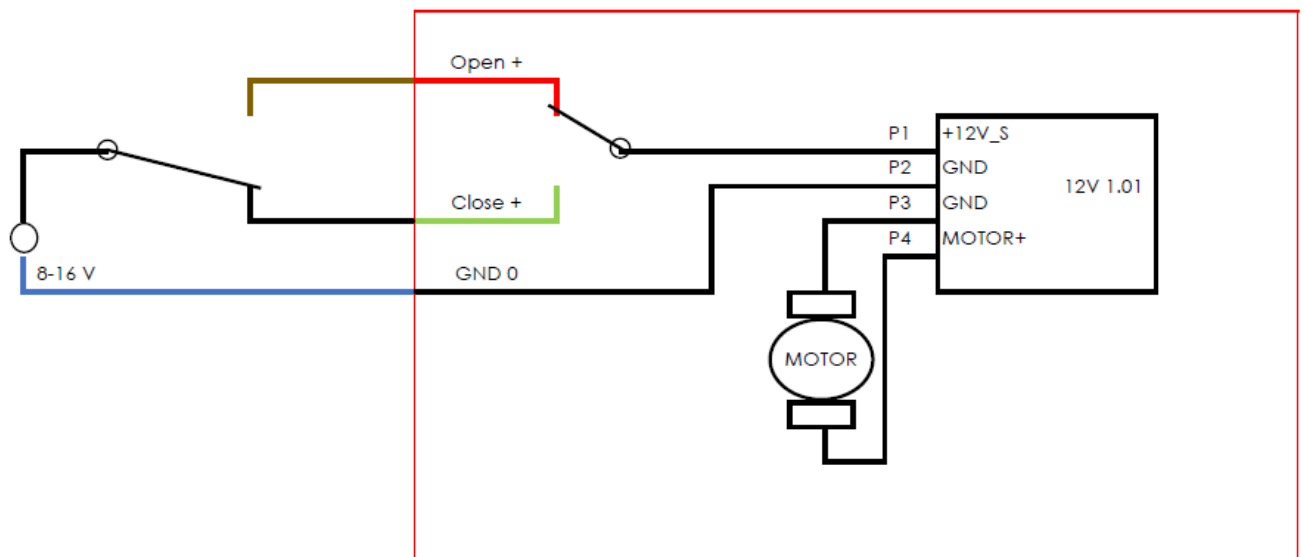 Open +
P1
+12V_S
P2
GND
12V 1.01
Close +
P3
GND
P4
MOTOR+
8-16 V
GND 0
MOTOR